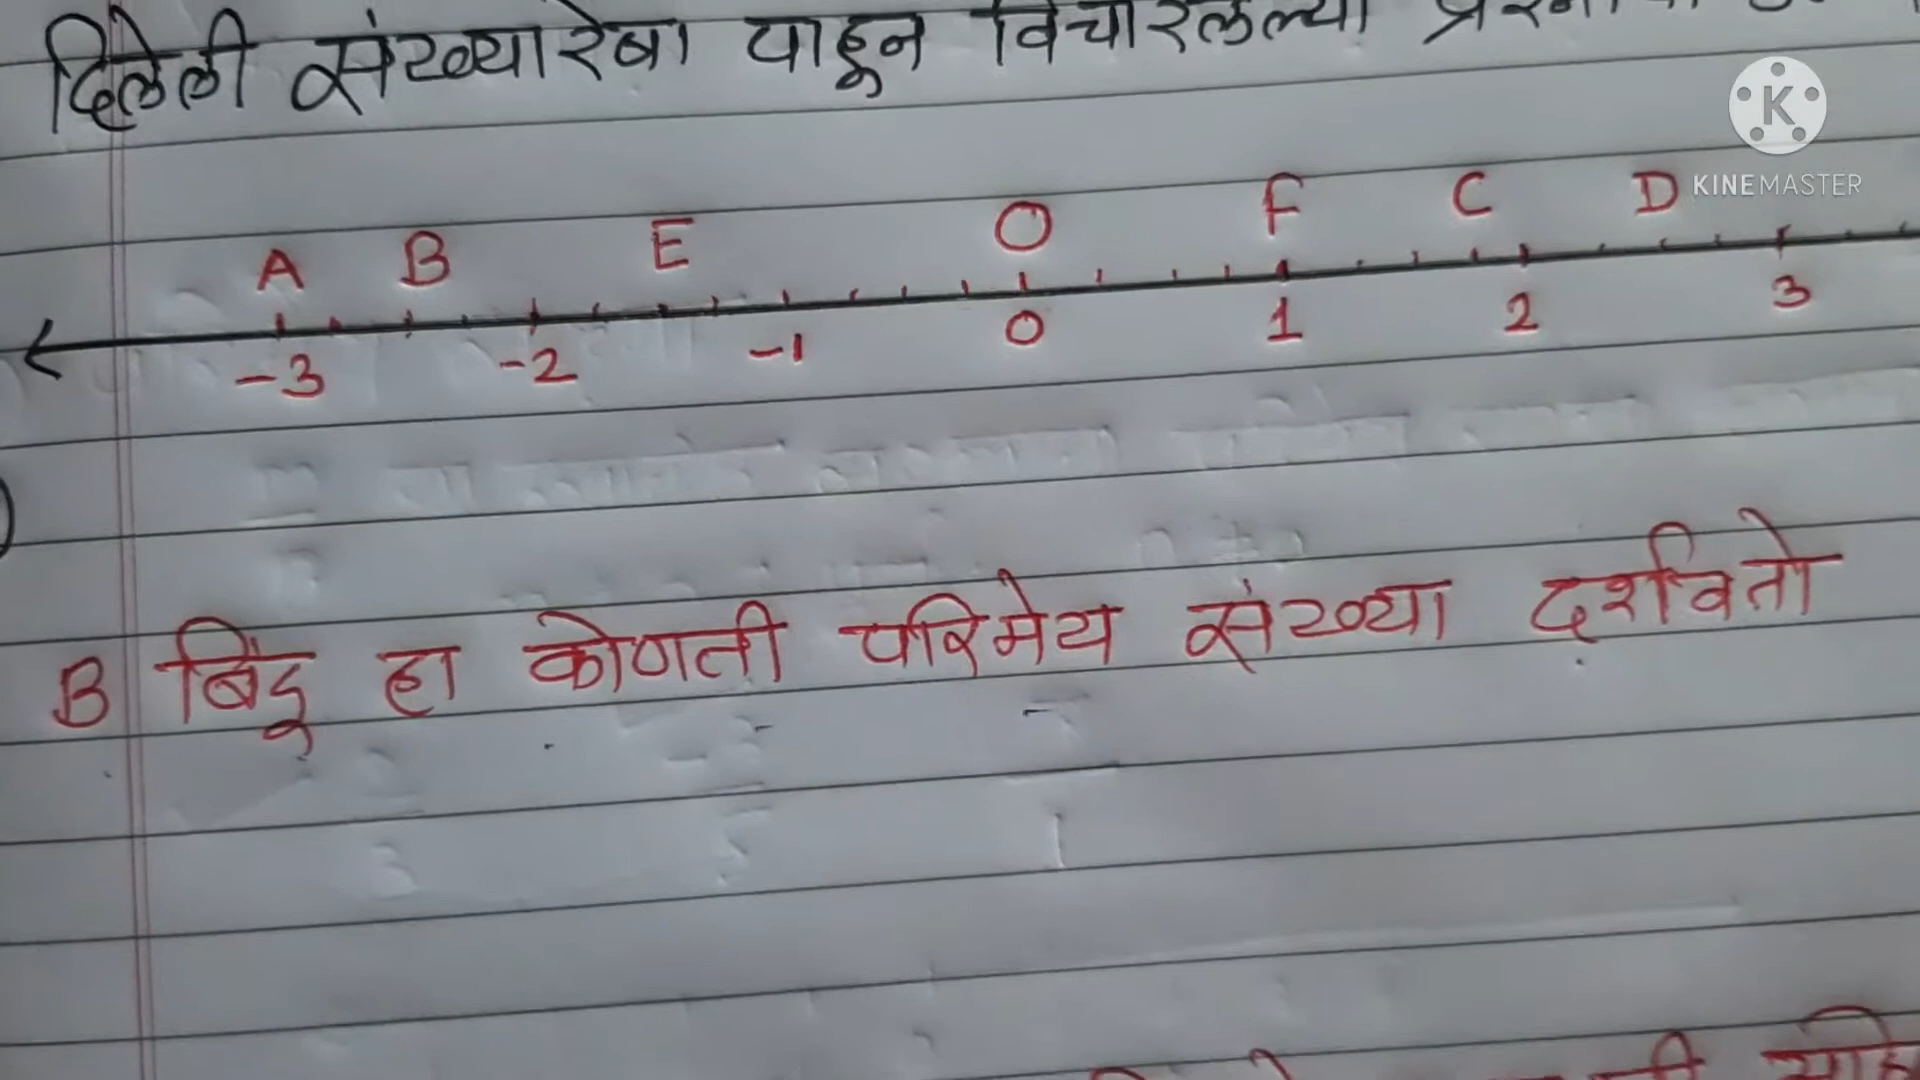 दिलेली संख्यारेषा पाहून विचारलेल्या
K
KINEMASTER
A B E O F C D
-3 -2 -1 0 1 2 3
B बिंदू हा कोणती परिमेय संख्या दर्शवितो